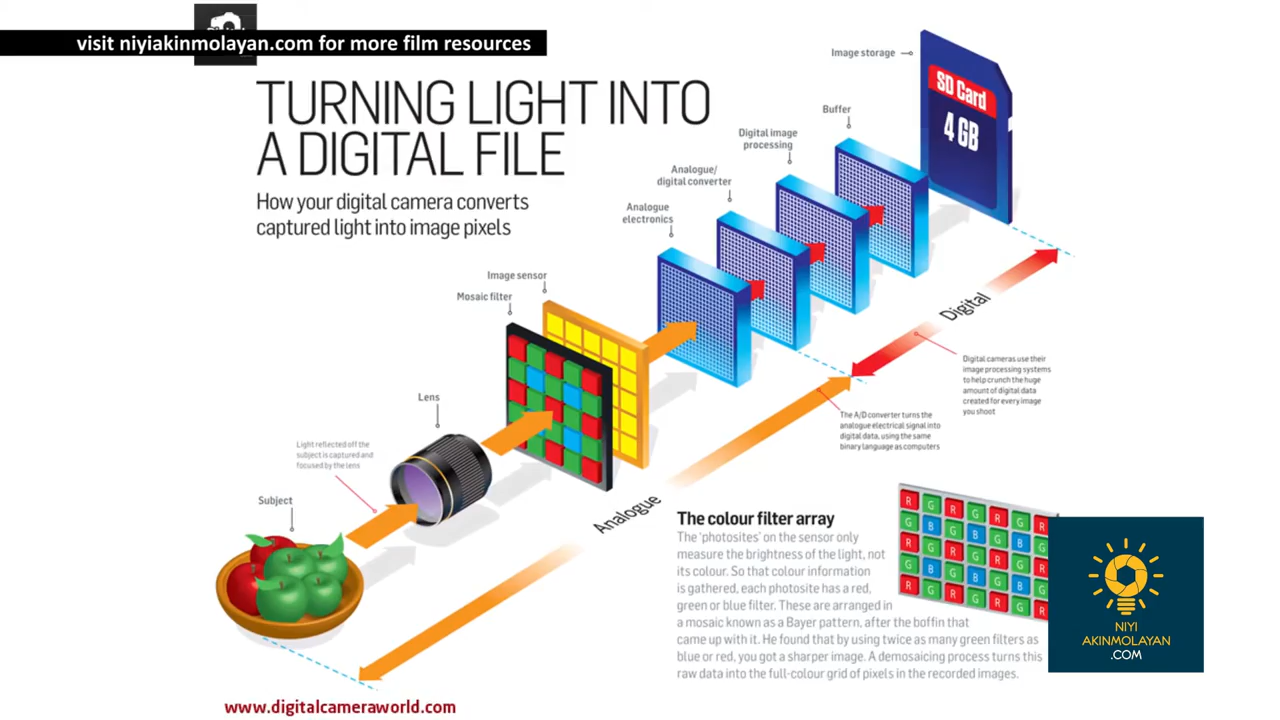 visit niyiakinmolayan.com for more film resources
TURNING LIGHT INTO
A DIGITAL FILE
How your digital camera converts
captured light into image pixels
Image storage
SD Card
4 GB
Buffer
Digital image
processing
Analogue/
digital converter
Analogue
electronics
Image sensor
Mosaic filter
Lens
Light reflected off the
subject is captured and
focused by the lens
Subject
Analogue
Digital
Digital cameras use their
image processing systems
to help crunch the huge
amount of digital data
created for every image
you shoot
The A/D converter turns the
analogue electrical signal into
digital data, using the same
binary language as computers
The colour filter array
The 'photosites' on the sensor only
measure the brightness of the light, not
its colour. So that colour information
is gathered, each photosite has a red,
green or blue filter. These are arranged in
a mosaic known as a Bayer pattern, after the boffin that
came up with it. He found that by using twice as many green filters as
blue or red, you got a sharper image. A demosaicing process turns this
raw data into the full-colour grid of pixels in the recorded images.
R G R G R G R
G B G B G B
R G R G R G R
G B G B G B
R G R G R G R
NIYI
AKINMOLAYAN
.COM
www.digitalcameraworld.com